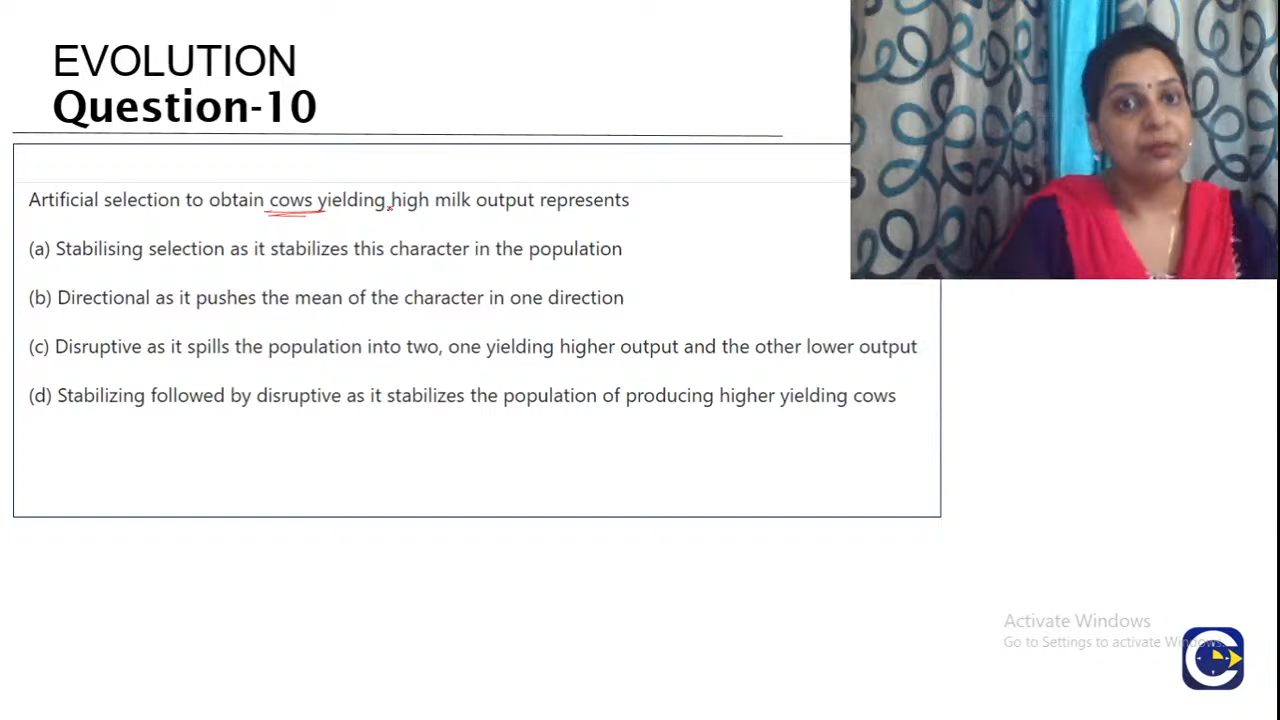 EVOLUTION
Question-10
Artificial selection to obtain cows yielding high milk output represents
(a) Stabilising selection as it stabilizes this character in the population
(b) Directional as it pushes the mean of the character in one direction
(c) Disruptive as it spills the population into two, one yielding higher output and the other lower output
(d) Stabilizing followed by disruptive as it stabilizes the population of producing higher yielding cows
Activate Windows
Go to Settings to activate Windows.